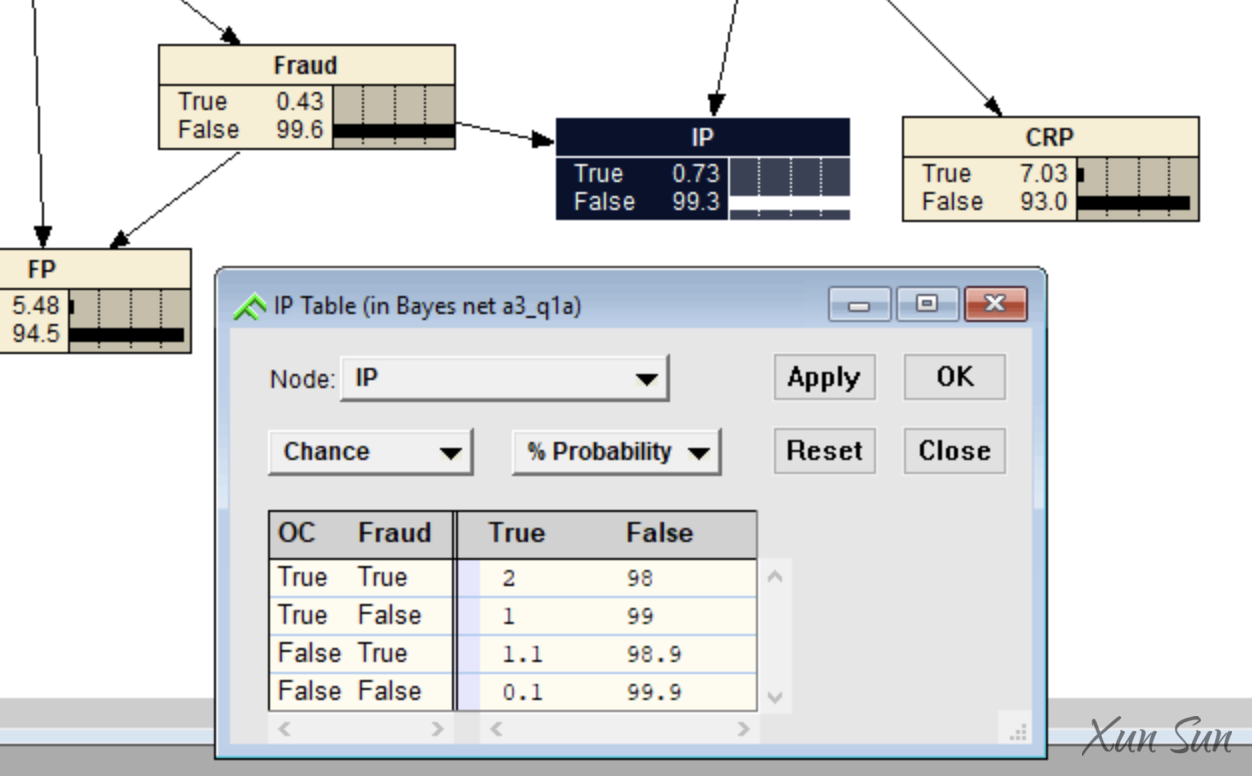 Fraud
True 0.43
False 99.6
IP
True 0.73
False 99.3
CRP
True 7.03
False 93.0
FP
5.48
94.5
IP Table (in Bayes net a3_q1a)
Node: IP
Apply OK
Chance % Probability
Reset Close
OC Fraud True False
True True 2 98
True False 1 99
False True 1.1 98.9
False False 0.1 99.9
Xun Sun